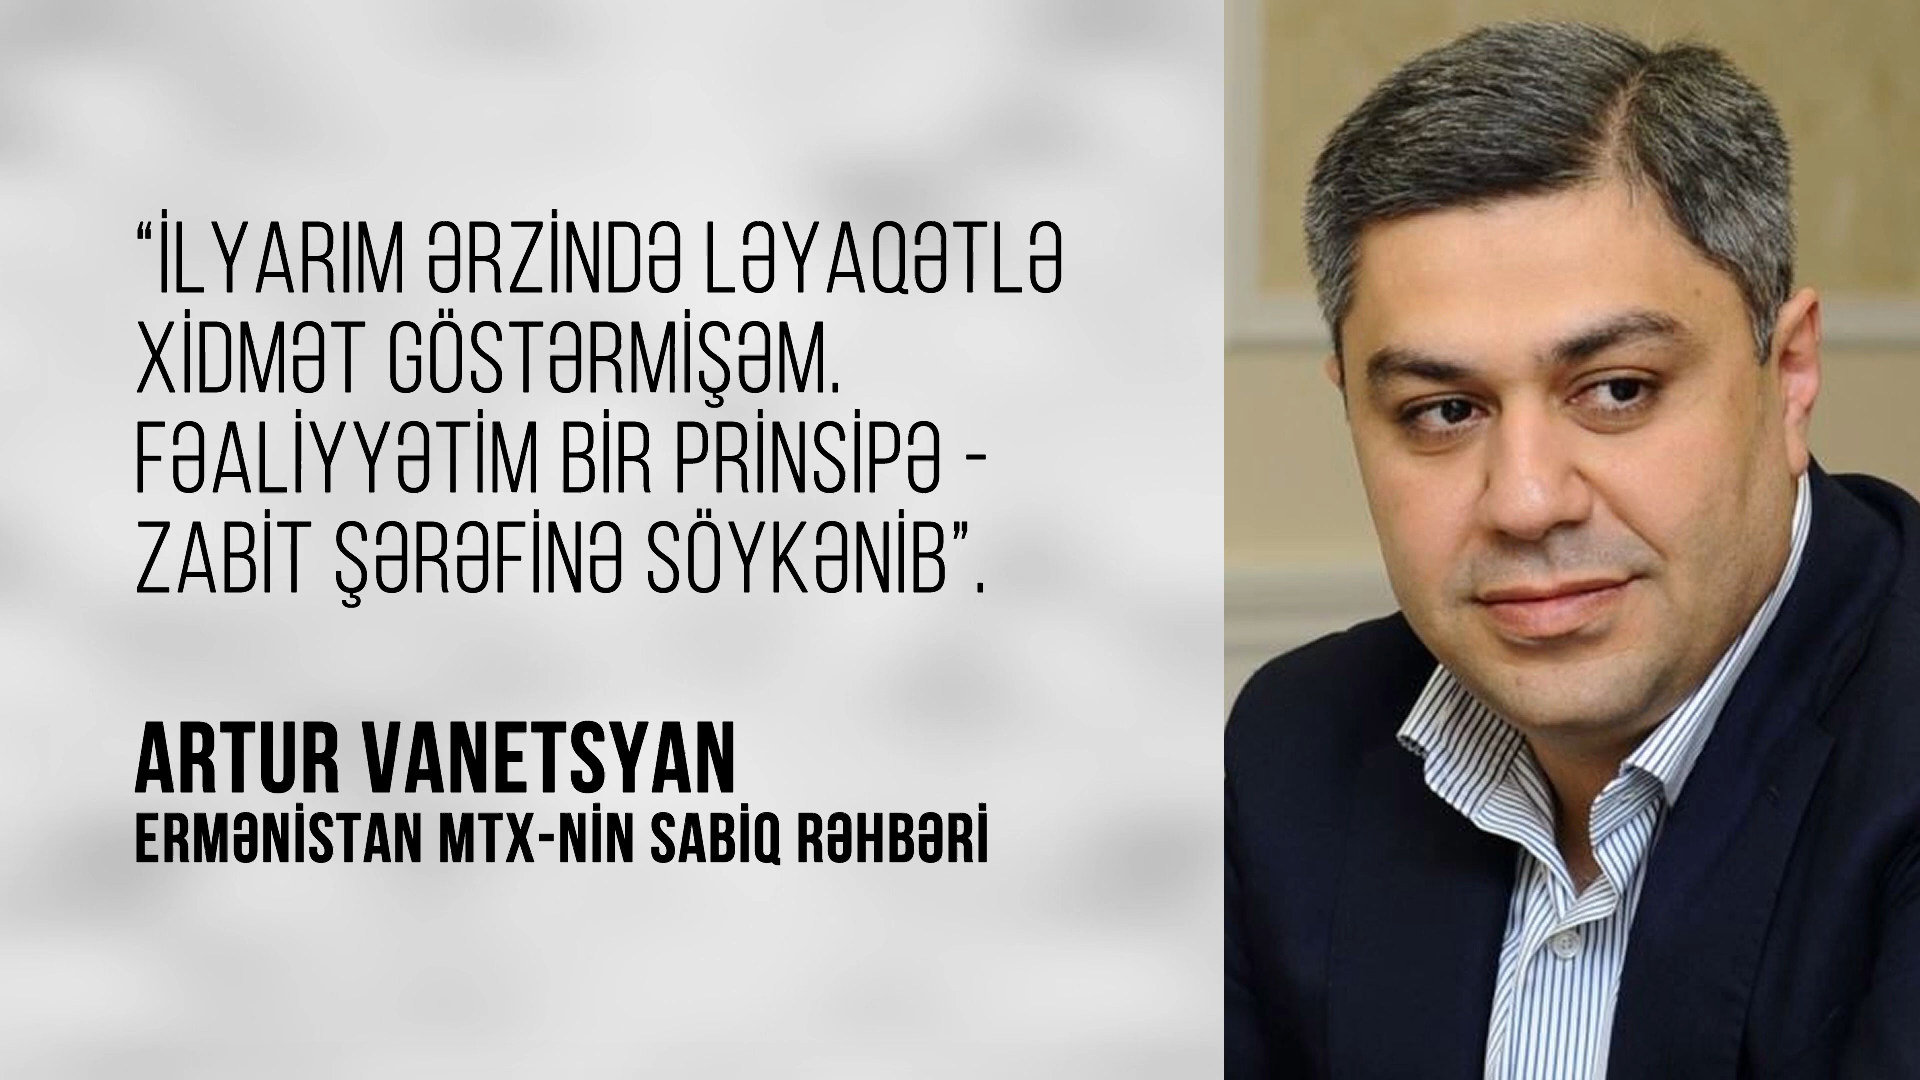 “İLYARIM ƏRZİNDƏ LƏYAQƏTLƏ
XİDMƏT GÖSTƏRMİŞƏM.
FƏALİYYƏTİM BİR PRİNSİPƏ -
ZABİT ŞƏRƏFİNƏ SÖYKƏNİB”.
ARTUR VANETSYAN
ERMƏNİSTAN MTX-NİN SABİQ RƏHBƏRİ